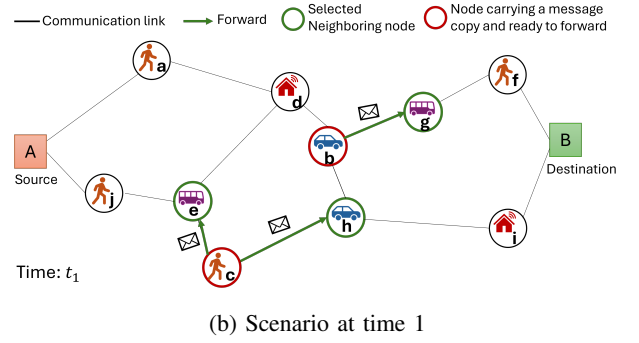 Communication link
Forward
Selected
Neighboring node
Node carrying a message
copy and ready to forward
a
f
d
g
A
b
B
Source
Destination
j
e
h
i
c
Time: t₁
(b) Scenario at time 1